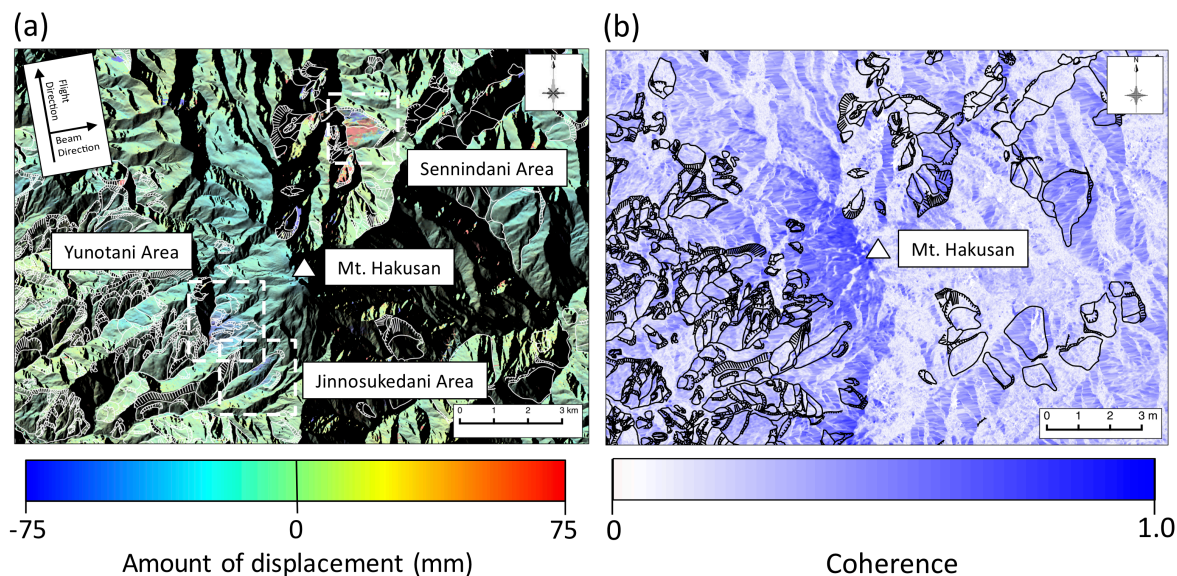 (a)
(b)
Flight
Direction
Beam
Direction
N
N
Sennindani Area
Yunotani Area
Mt. Hakusan
Mt. Hakusan
Jinnosukedani Area
0 1 2 3 km
0 1 2 3 m
-75 0 75
0 1.0
Amount of displacement (mm)
Coherence